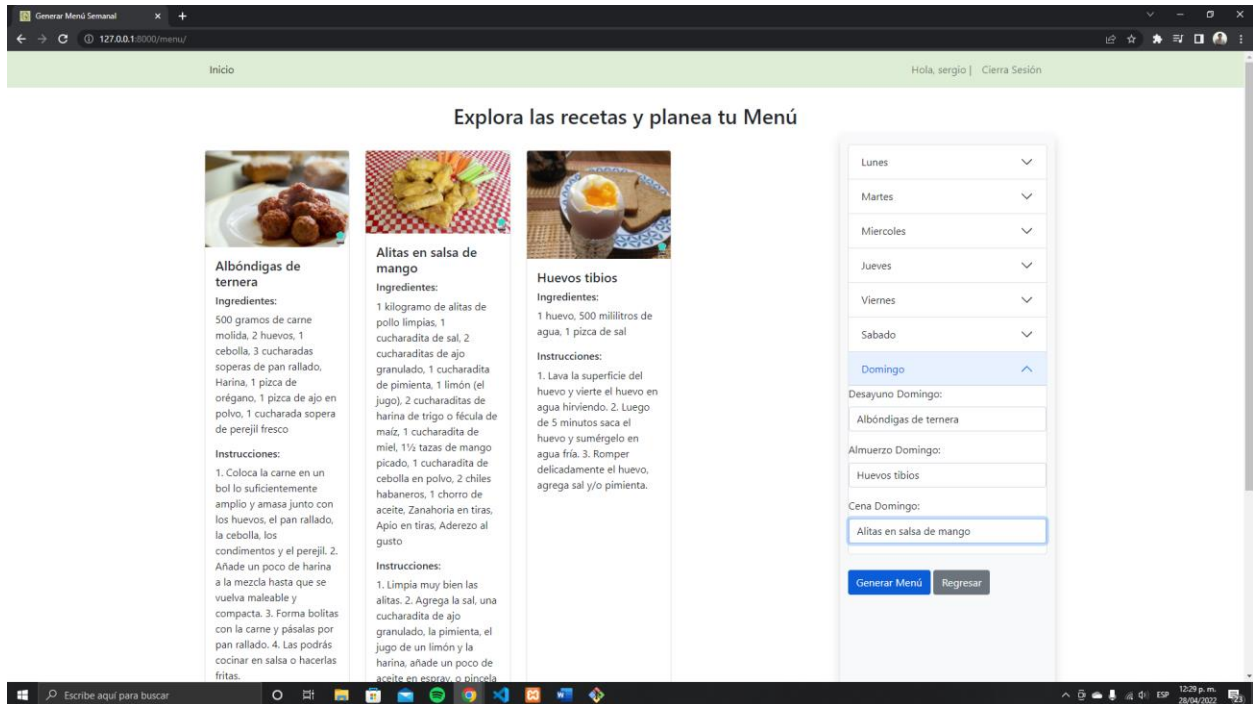 Generar Menú Semanal
127.0.0.1:8000/menu/
Inicio
Hola, sergio |
Cierra Sesión
Explora las recetas y planea tu Menú
Albóndigas de
ternera
Ingredientes:
500 gramos de carne
molida, 2 huevos, 1
cebolla, 3 cucharadas
soperas de pan rallado,
Harina, 1 pizca de
orégano, 1 pizca de ajo en
polvo, 1 cucharada sopera
de perejil fresco
Instrucciones:
1. Coloca la carne en un
bol lo suficientemente
amplio y amasa junto con
los huevos, el pan rallado,
la cebolla, los
condimentos y el perejil. 2.
Añade un poco de harina
a la mezcla hasta que se
vuelva maleable y
compacta. 3. Forma bolitas
con la carne y pásalas por
pan rallado. 4. Las podrás
cocinar en salsa o hacerlas
fritas.
Alitas en salsa de
mango
Ingredientes:
1 kilogramo de alitas de
pollo limpias, 1
cucharadita de sal, 2
cucharaditas de ajo
granulado, 1 cucharadita
de pimienta, 1 limón (el
jugo), 2 cucharaditas de
harina de trigo o fécula de
maíz, 1 cucharadita de
miel, 1½ tazas de mango
picado, 1 cucharadita de
cebolla en polvo, 2 chiles
habaneros, 1 chorro de
aceite, Zanahoria en tiras,
Apio en tiras, Aderezo al
gusto
Instrucciones:
1. Limpia muy bien las
alitas. 2. Agrega la sal, una
cucharadita de ajo
granulado, la pimienta, el
jugo de un limón y la
harina, añade un poco de
aceite en espray, o pincela
Huevos tibios
Ingredientes:
1 huevo, 500 mililitros de
agua, 1 pizca de sal
Instrucciones:
1. Lava la superficie del
huevo y vierte el huevo en
agua hirviendo. 2. Luego
de 5 minutos saca el
huevo y sumérgelo en
agua fría. 3. Romper
delicadamente el huevo,
agrega sal y/o pimienta.
Lunes
Martes
Miercoles
Jueves
Viernes
Sabado
Domingo
Desayuno Domingo:
Albóndigas de ternera
Almuerzo Domingo:
Huevos tibios
Cena Domingo:
Alitas en salsa de mango
Generar Menú
Regresar
Escribe aquí para buscar
ESP
12:29 p. m.
28/04/2022